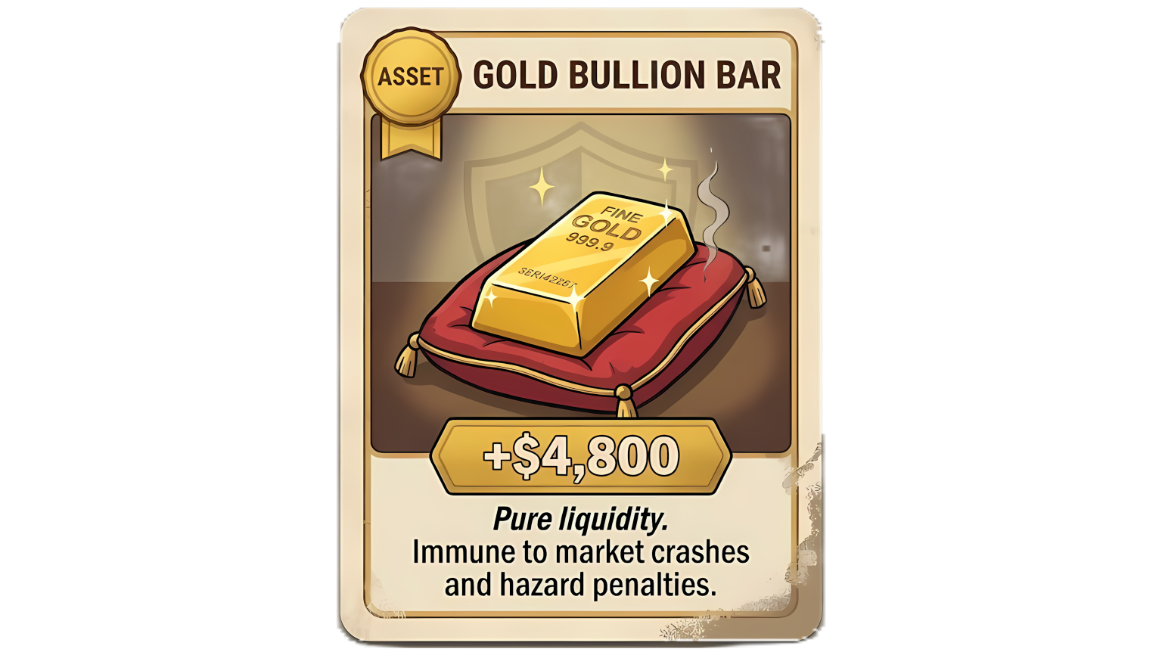 ASSET
GOLD BULLION BAR
FINE
GOLD
999.9
+$4,800
Pure liquidity.
Immune to market crashes
and hazard penalties.